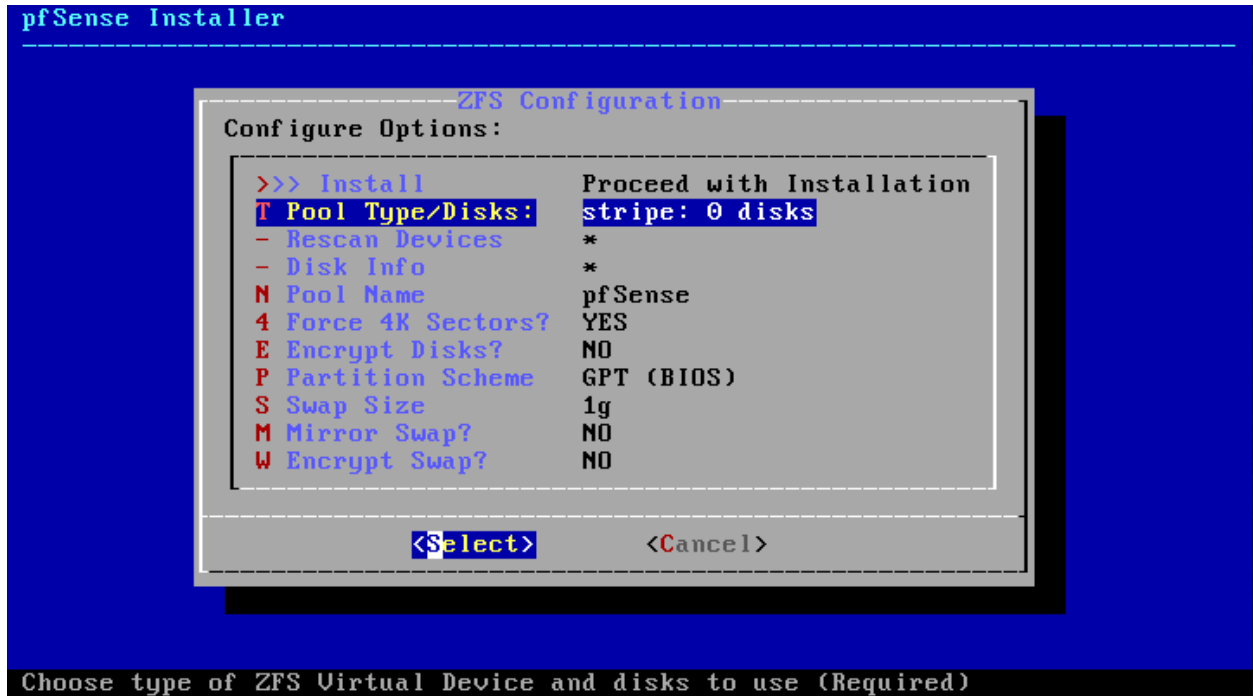 pfSense Installer
ZFS Configuration
Configure Options:
>>> Install Proceed with Installation
T Pool Type/Disks: stripe: 0 disks
- Rescan Devices *
- Disk Info *
N Pool Name pfSense
4 Force 4K Sectors? YES
E Encrypt Disks? NO
P Partition Scheme GPT (BIOS)
S Swap Size 1g
M Mirror Swap? NO
W Encrypt Swap? NO
<Select> <Cancel>
Choose type of ZFS Virtual Device and disks to use (Required)